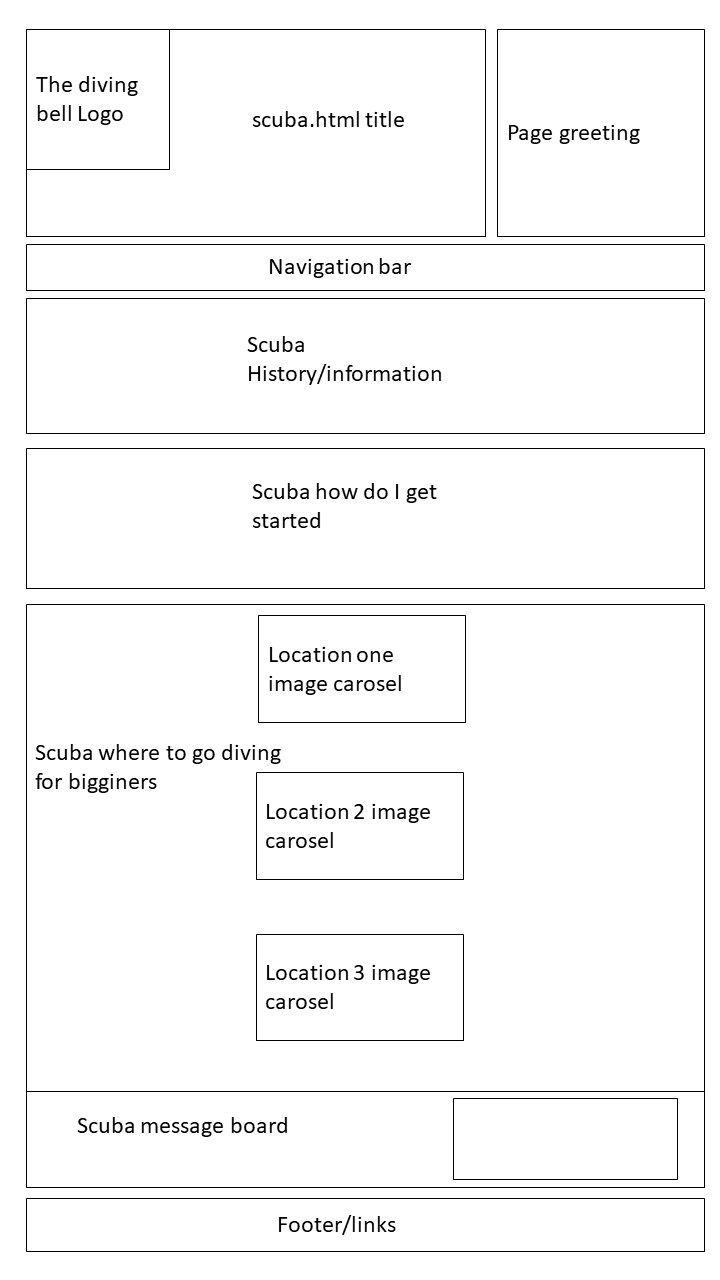 The diving
bell Logo
scuba.html title
Page greeting
Navigation bar
Scuba
History/information
Scuba how do I get
started
Location one
image carosel
Scuba where to go diving
for bigginers
Location 2 image
carosel
Location 3 image
carosel
Scuba message board
Footer/links